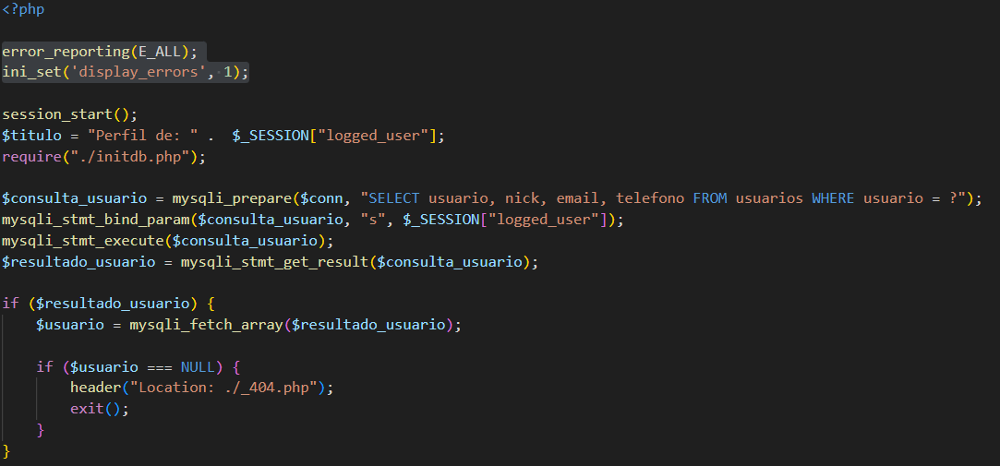 <?php
error_reporting(E_ALL);
ini_set('display_errors', 1);
session_start();
$titulo = "Perfil de: " .  $_SESSION["logged_user"];
require("./initdb.php");
$consulta_usuario = mysqli_prepare($conn, "SELECT usuario, nick, email, telefono FROM usuarios WHERE usuario = ?");
mysqli_stmt_bind_param($consulta_usuario, "s", $_SESSION["logged_user"]);
mysqli_stmt_execute($consulta_usuario);
$resultado_usuario = mysqli_stmt_get_result($consulta_usuario);
if ($resultado_usuario) {
    $usuario = mysqli_fetch_array($resultado_usuario);
    if ($usuario === NULL) {
        header("Location: ./_404.php");
        exit();
    }
}